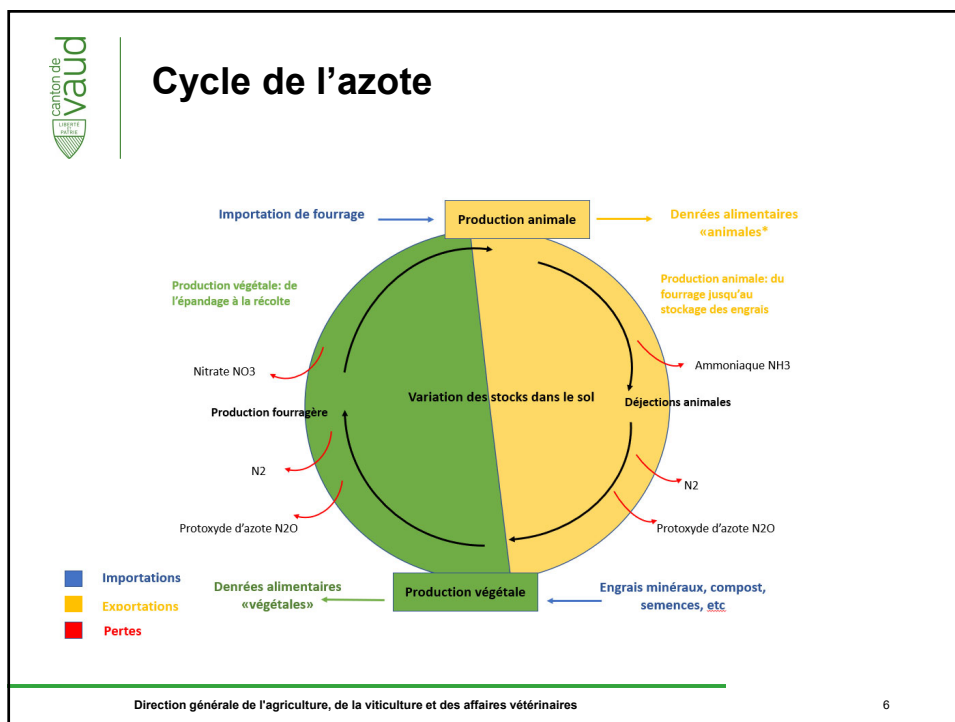 canton de
vaud
LIBERTÉ
ET
PATRIE
Cycle de l'azote
Importation de fourrage
Production animale
Denrées alimentaires
«animales*
Production végétale: de
l'épandage à la récolte
Production animale: du
fourrage jusqu'au
stockage des engrais
Nitrate NO3
Ammoniaque NH3
Variation des stocks dans le sol
Production fourragère
Déjections animales
N2
N2
Protoxyde d'azote N2O
Protoxyde d'azote N2O
Importations
Exoortations
Pertes
Denrées alimentaires
«végétales»
Production végétale
Engrais minéraux, compost,
semences, etc
Direction générale de l'agriculture, de la viticulture et des affaires vétérinaires
6